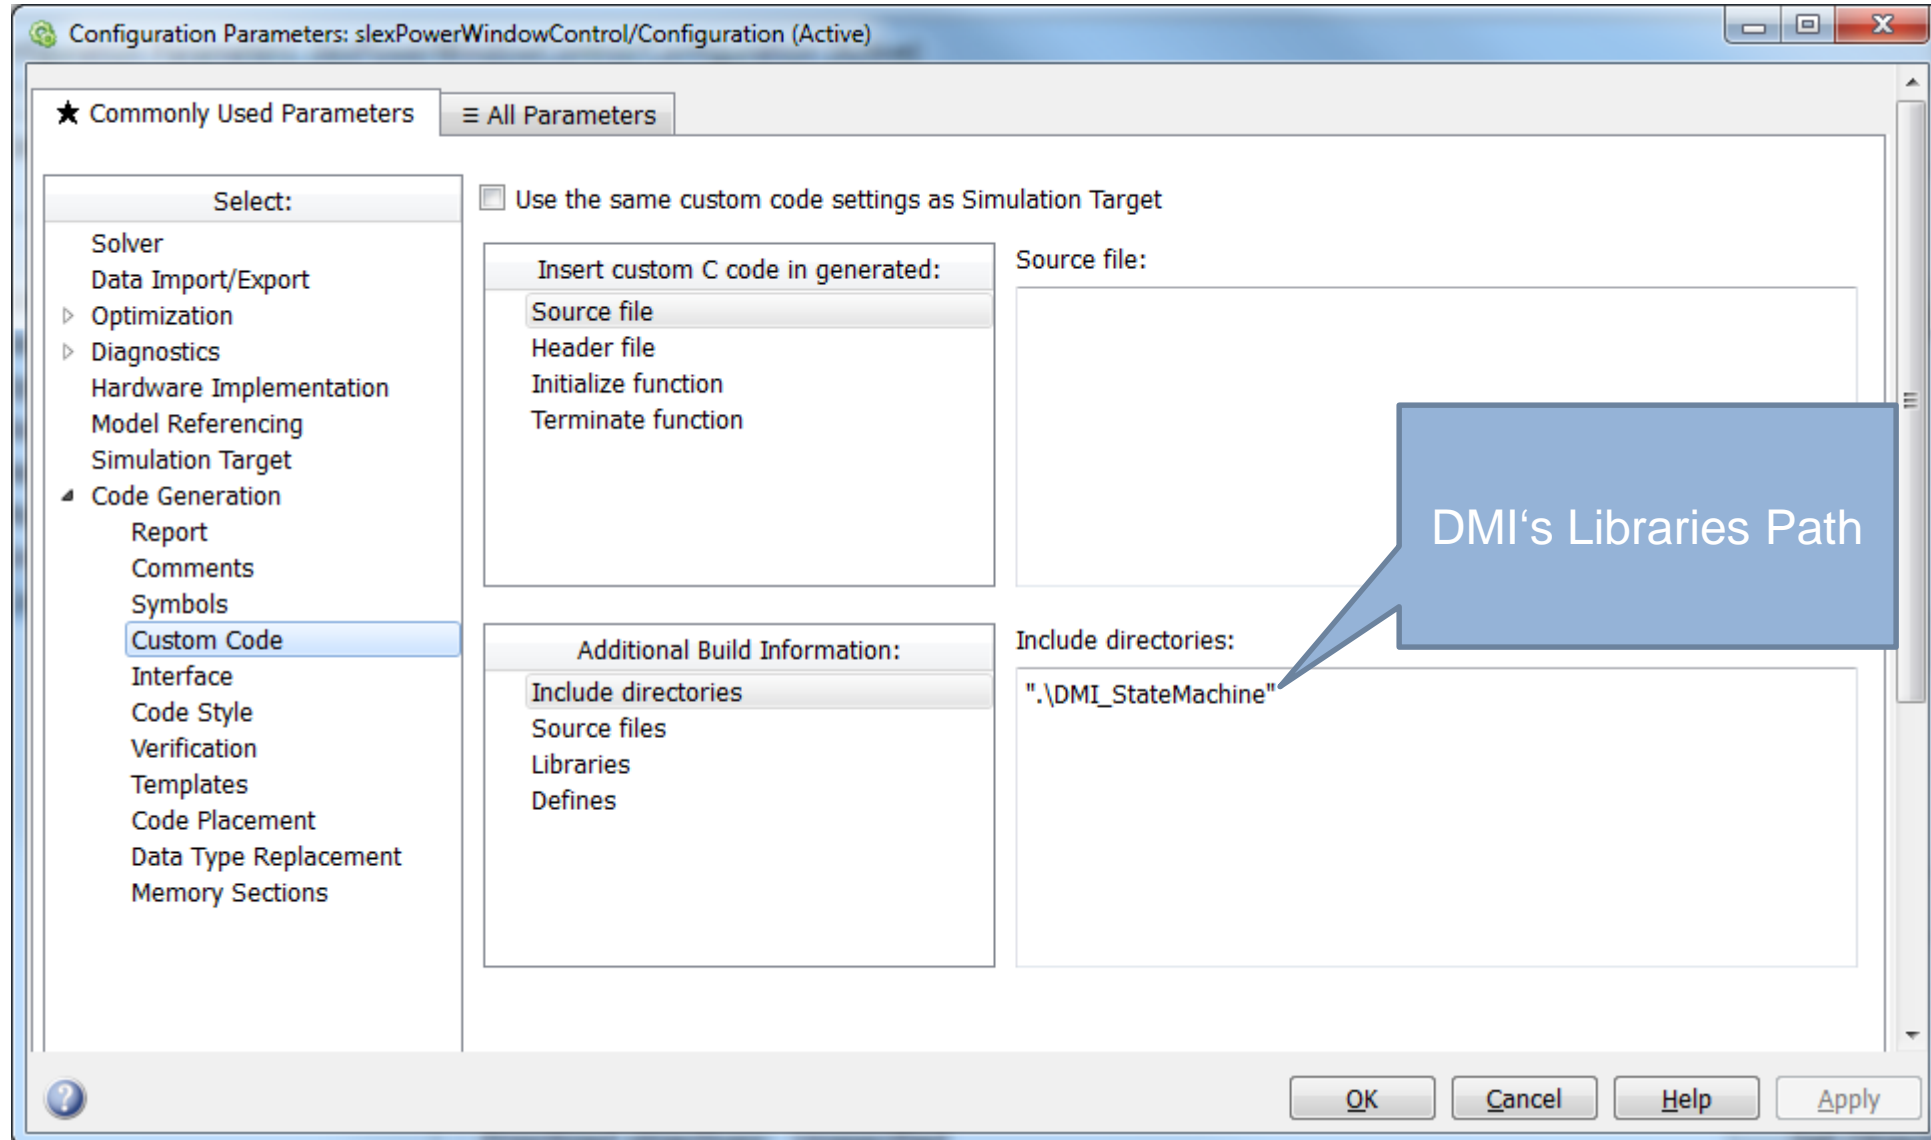 Configuration Parameters: slexPowerWindowControl/Configuration (Active)
★ Commonly Used Parameters
≡ All Parameters
Select:
Solver
Data Import/Export
Optimization
Diagnostics
Hardware Implementation
Model Referencing
Simulation Target
Code Generation
Report
Comments
Symbols
Custom Code
Interface
Code Style
Verification
Templates
Code Placement
Data Type Replacement
Memory Sections
Use the same custom code settings as Simulation Target
Insert custom C code in generated:
Source file
Header file
Initialize function
Terminate function
Source file:
DMI‘s Libraries Path
Additional Build Information:
Include directories
Source files
Libraries
Defines
Include directories:
".\DMI_StateMachine"
OK
Cancel
Help
Apply